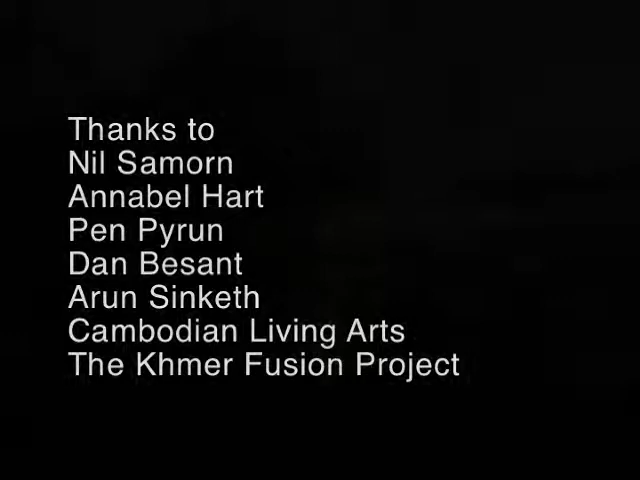 Thanks to
Nil Samorn
Annabel Hart
Pen Pyrun
Dan Besant
Arun Sinketh
Cambodian Living Arts
The Khmer Fusion Project